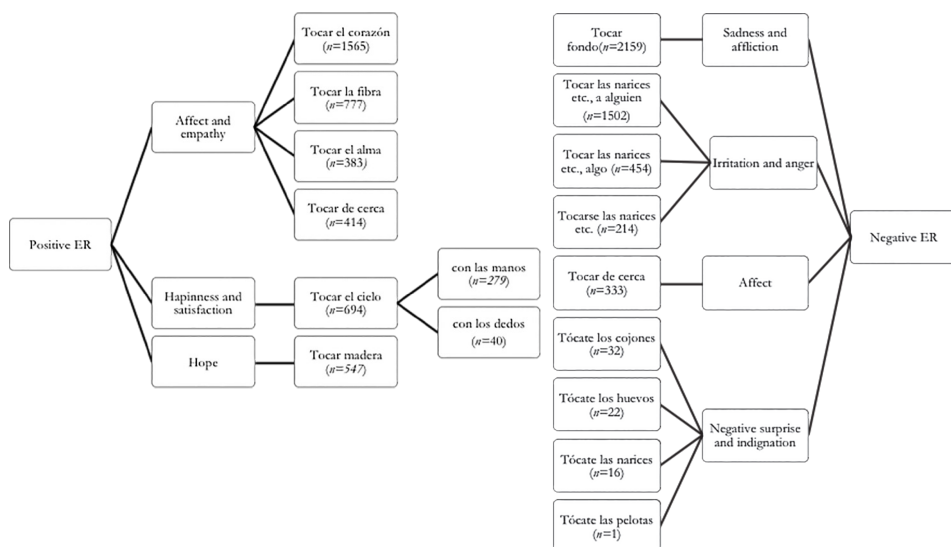 Positive ER
Affect and
empathy
Tocar el corazón
(n=1565)
Tocar la fibra
(n=777)
Tocar el alma
(n=383)
Tocar de cerca
(n=414)
Hapinness and
satisfaction
Tocar el cielo
(n=694)
con las manos
(n=279)
con los dedos
(n=40)
Hope
Tocar madera
(n=547)
Tocar
fondo(n=2159)
Sadness and
affliction
Tocar las narices
etc., a alguien
(n=1502)
Tocar las narices
etc., algo (n=454)
Tocarse las narices
etc. (n=214)
Irritation and anger
Negative ER
Tocar de cerca
(n=333)
Affect
Tócate los cojones
(n=32)
Tócate los huevos
(n=22)
Tócate las narices
(n=16)
Tócate las pelotas
(n=1)
Negative surprise
and indignation